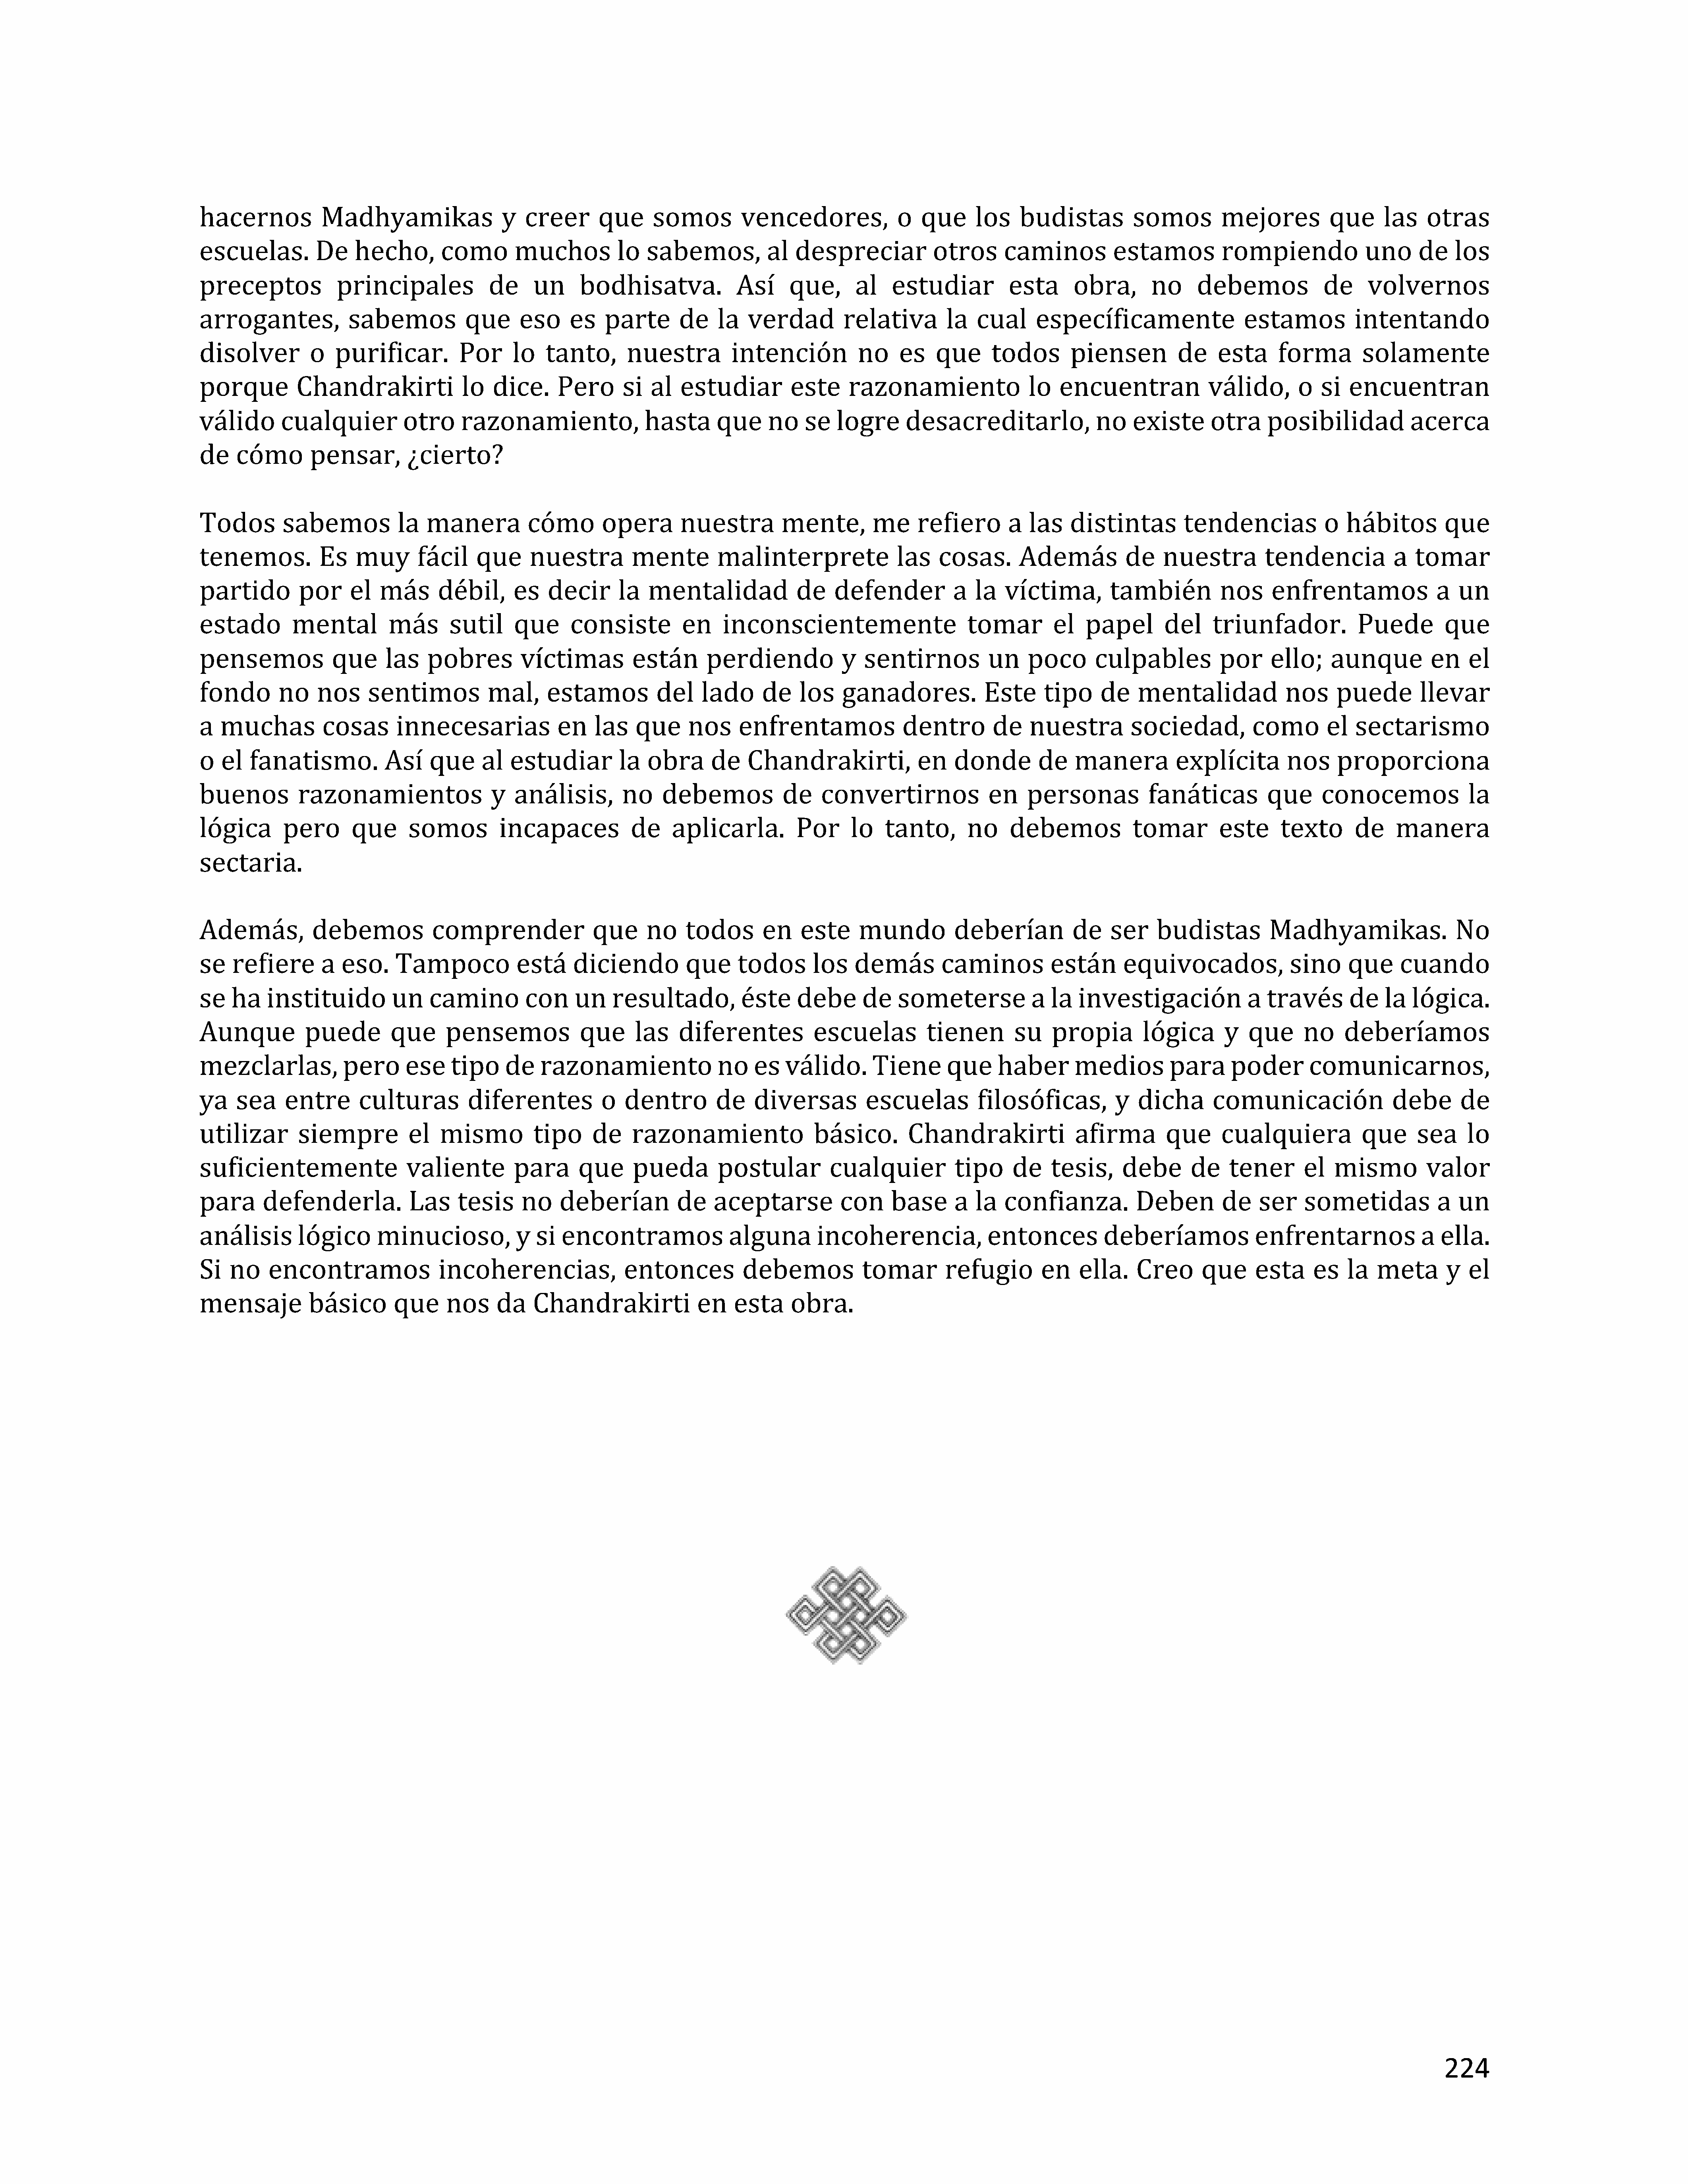 hacernos Madhyamikas y creer que somos vencedores, o que los budistas somos mejores que las otras
escuelas. De hecho, como muchos lo sabemos, al despreciar otros caminos estamos rompiendo uno de los
preceptos principales de un bodhisatva. Así que, al estudiar esta obra, no debemos de volvernos
arrogantes, sabemos que eso es parte de la verdad relativa la cual específicamente estamos intentando
disolver o purificar. Por lo tanto, nuestra intención no es que todos piensen de esta forma solamente
porque Chandrakirti lo dice. Pero si al estudiar este razonamiento lo encuentran válido, o si encuentran
válido cualquier otro razonamiento, hasta que no se logre desacreditarlo, no existe otra posibilidad acerca
de cómo pensar, ¿cierto?
Todos sabemos la manera cómo opera nuestra mente, me refiero a las distintas tendencias o hábitos que
tenemos. Es muy fácil que nuestra mente malinterprete las cosas. Además de nuestra tendencia a tomar
partido por el más débil, es decir la mentalidad de defender a la víctima, también nos enfrentamos a un
estado mental más sutil que consiste en inconscientemente tomar el papel del triunfador. Puede que
pensemos que las pobres víctimas están perdiendo y sentirnos un poco culpables por ello; aunque en el
fondo no nos sentimos mal, estamos del lado de los ganadores. Este tipo de mentalidad nos puede llevar
a muchas cosas innecesarias en las que nos enfrentamos dentro de nuestra sociedad, como el sectarismo
o el fanatismo. Así que al estudiar la obra de Chandrakirti, en donde de manera explícita nos proporciona
buenos razonamientos y análisis, no debemos de convertirnos en personas fanáticas que conocemos la
lógica pero que somos incapaces de aplicarla. Por lo tanto, no debemos tomar este texto de manera
sectaria.
Además, debemos comprender que no todos en este mundo deberían de ser budistas Madhyamikas. No
se refiere a eso. Tampoco está diciendo que todos los demás caminos están equivocados, sino que cuando
se ha instituido un camino con un resultado, éste debe de someterse a la investigación a través de la lógica.
Aunque puede que pensemos que las diferentes escuelas tienen su propia lógica y que no deberíamos
mezclarlas, pero ese tipo de razonamiento no es válido. Tiene que haber medios para poder comunicarnos,
ya sea entre culturas diferentes o dentro de diversas escuelas filosóficas, y dicha comunicación debe de
utilizar siempre el mismo tipo de razonamiento básico. Chandrakirti afirma que cualquiera que sea lo
suficientemente valiente para que pueda postular cualquier tipo de tesis, debe de tener el mismo valor
para defenderla. Las tesis no deberían de aceptarse con base a la confianza. Deben de ser sometidas a un
análisis lógico minucioso, y si encontramos alguna incoherencia, entonces deberíamos enfrentarnos a ella.
Si no encontramos incoherencias, entonces debemos tomar refugio en ella. Creo que esta es la meta y el
mensaje básico que nos da Chandrakirti en esta obra.
224